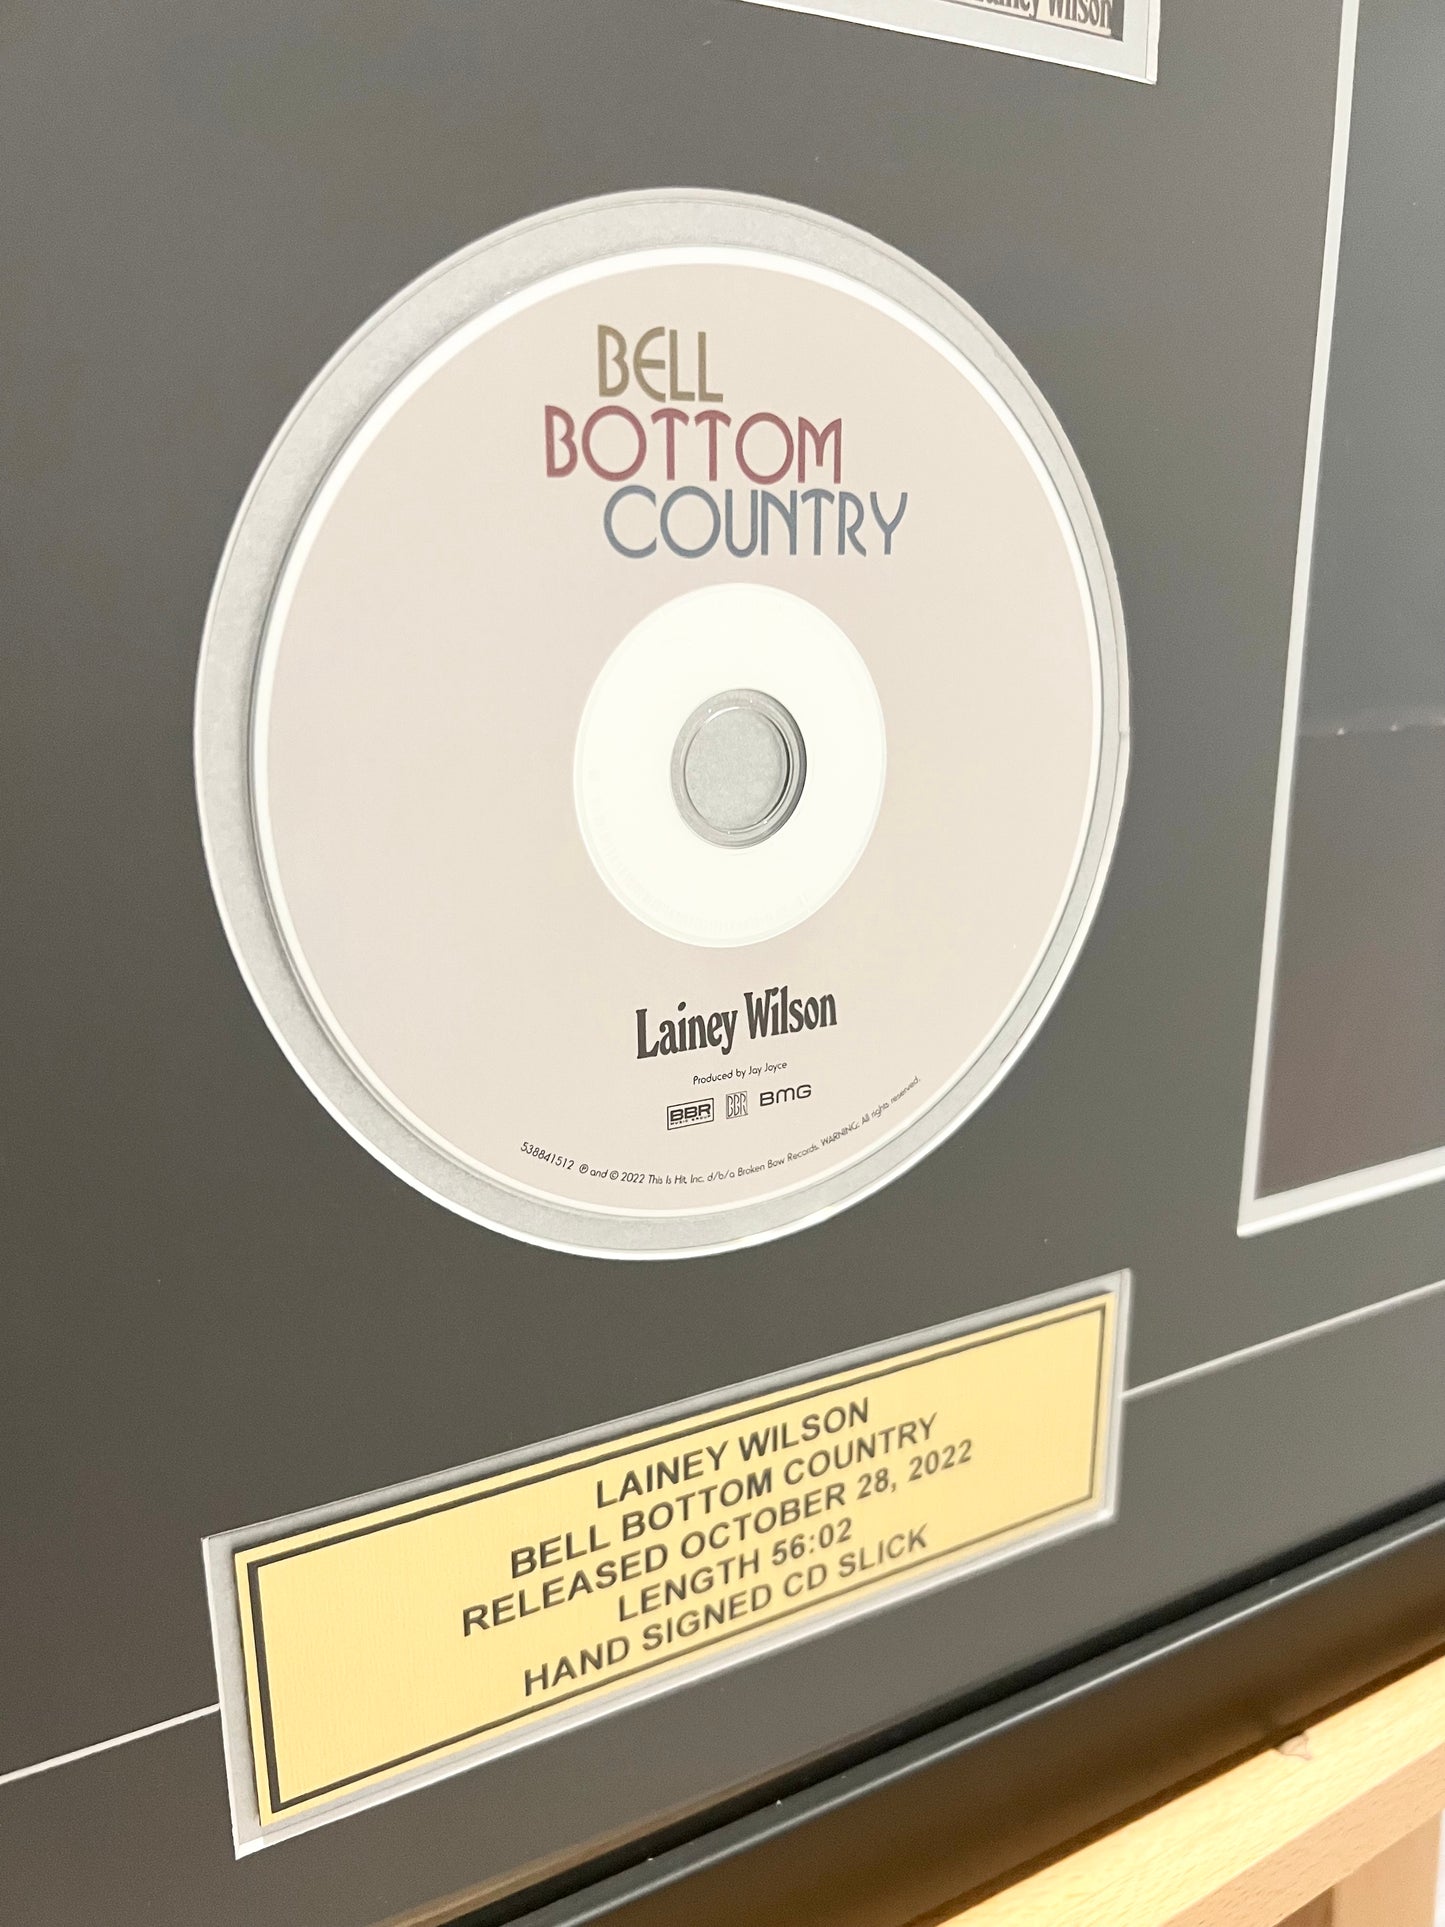 Lainey Wilson
BELL
BOTTOM
COUNTRY
Lainey Wilson
Produced by Jay Joyce
BBR
MUSIC GROUP
BBR
BMG
538841512 ℗ and © 2022 This Is Hit, Inc. d/b/a Broken Bow Records. WARNING: All rights reserved.
LAINEY WILSON
BELL BOTTOM COUNTRY
RELEASED OCTOBER 28, 2022
LENGTH 56:02
HAND SIGNED CD SLICK